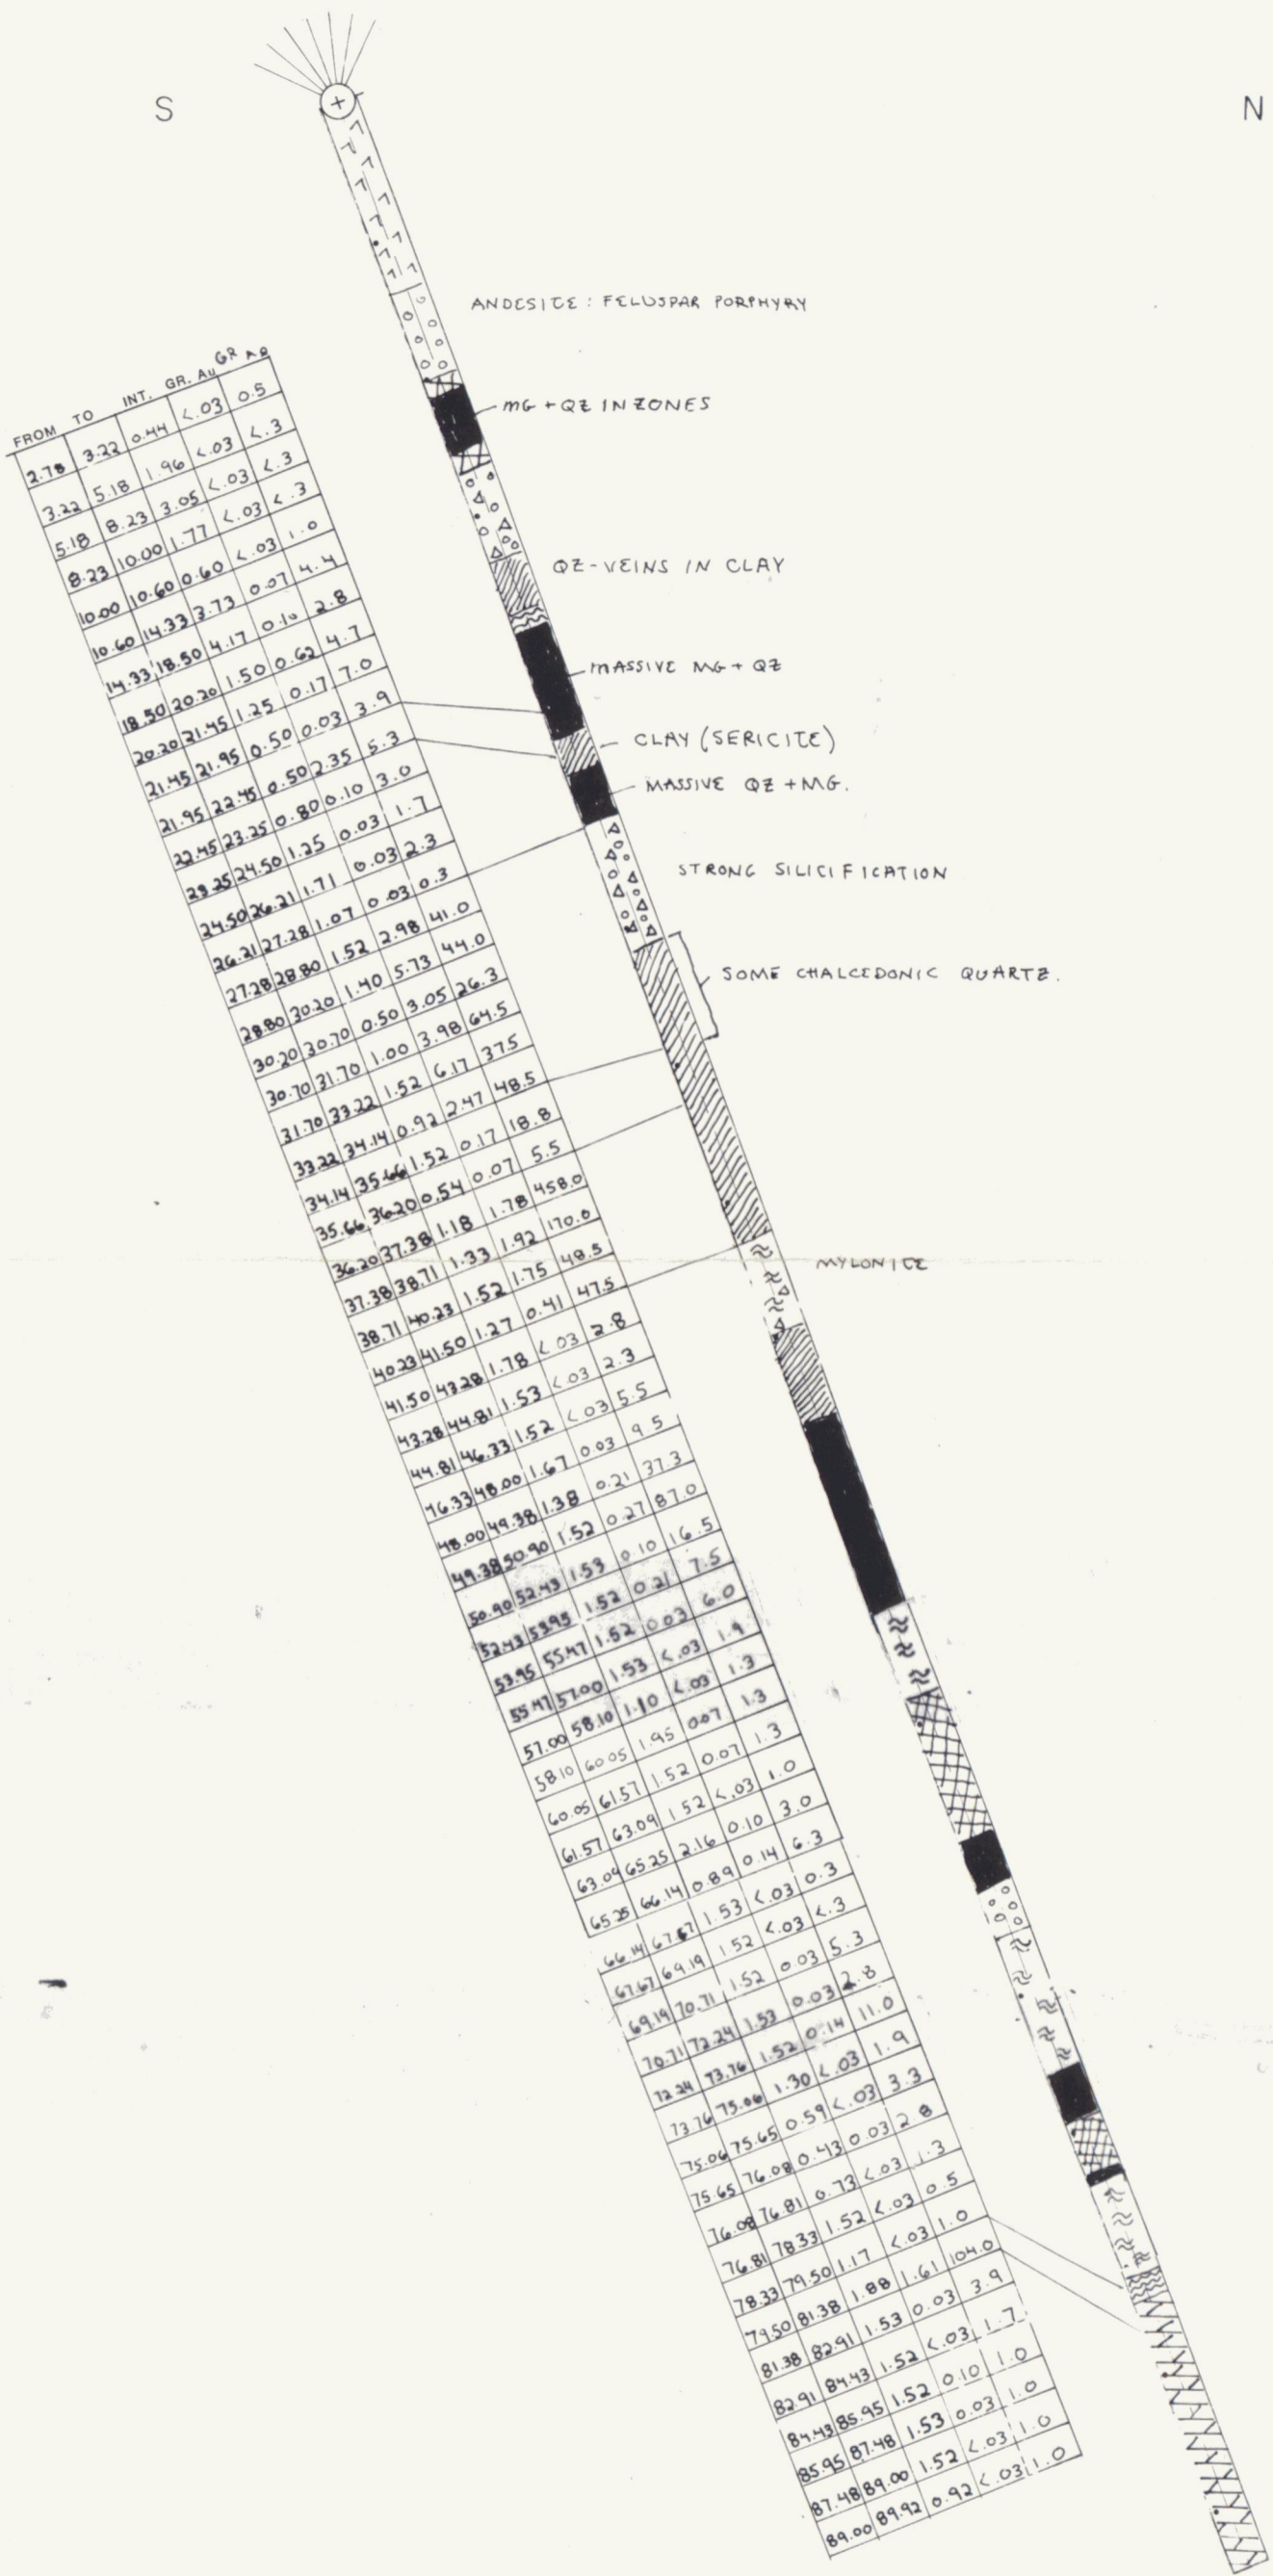 S
N
ANDESITE: FELDSPAR PORPHYRY
MG + QZ IN ZONES
QZ-VEINS IN CLAY
MASSIVE MG + QZ
CLAY (SERICITE)
MASSIVE QZ + MG.
STRONG SILICIFICATION
SOME CHALCEDONIC QUARTZ.
MYLONITE
FROM TO INT. GR. Au GR Ag
2.78 3.22 0.44 <.03 0.5
3.22 5.18 1.96 <.03 <.3
5.18 8.23 3.05 <.03 <.3
8.23 10.00 1.77 <.03 <.3
10.00 10.60 0.60 <.03 1.0
10.60 14.33 3.73 0.07 4.4
14.33 18.50 4.17 0.10 2.8
18.50 20.20 1.50 0.62 4.7
20.20 21.45 1.25 0.17 7.0
21.45 21.95 0.50 0.03 3.9
21.95 22.45 0.50 2.35 5.3
22.45 23.25 0.80 0.10 3.0
23.25 24.50 1.25 0.03 1.7
24.50 26.21 1.71 0.03 2.3
26.21 27.28 1.07 0.03 0.3
27.28 28.80 1.52 2.98 41.0
28.80 30.20 1.40 5.73 44.0
30.20 30.70 0.50 3.05 26.3
30.70 31.70 1.00 3.98 64.5
31.70 33.22 1.52 6.17 37.5
33.22 34.14 0.92 2.47 48.5
34.14 35.66 1.52 0.17 18.8
35.66 36.20 0.54 0.07 5.5
36.20 37.38 1.18 1.78 458.0
37.38 38.71 1.33 1.92 170.0
38.71 40.23 1.52 1.75 48.5
40.23 41.50 1.27 0.41 47.5
41.50 43.28 1.78 <.03 2.8
43.28 44.81 1.53 <.03 2.3
44.81 46.33 1.52 <.03 5.5
46.33 48.00 1.67 0.03 9.5
48.00 49.38 1.38 0.21 37.3
49.38 50.90 1.52 0.27 87.0
50.90 52.43 1.53 0.10 16.5
52.43 53.95 1.52 0.21 7.5
53.95 55.47 1.52 0.03 6.0
55.47 57.00 1.53 <.03 1.9
57.00 58.10 1.10 <.03 1.3
58.10 60.05 1.95 0.07 1.3
60.05 61.57 1.52 0.07 1.3
61.57 63.09 1.52 <.03 1.0
63.09 65.25 2.16 0.10 3.0
65.25 66.14 0.89 0.14 6.3
66.14 67.67 1.53 <.03 0.3
67.67 69.19 1.52 <.03 <.3
69.19 70.71 1.52 0.03 5.3
70.71 72.24 1.53 0.03 2.8
72.24 73.76 1.52 0.14 11.0
73.76 75.06 1.30 <.03 1.9
75.06 75.65 0.59 <.03 3.3
75.65 76.08 0.43 0.03 2.8
76.08 76.81 0.73 <.03 1.3
76.81 78.33 1.52 <.03 0.5
78.33 79.50 1.17 <.03 1.0
79.50 81.38 1.88 1.61 104.0
81.38 82.91 1.53 0.03 3.9
82.91 84.43 1.52 <.03 1.7
84.43 85.95 1.52 0.10 1.0
85.95 87.48 1.53 0.03 1.0
87.48 89.00 1.52 <.03 1.0
89.00 89.92 0.92 <.03 1.0